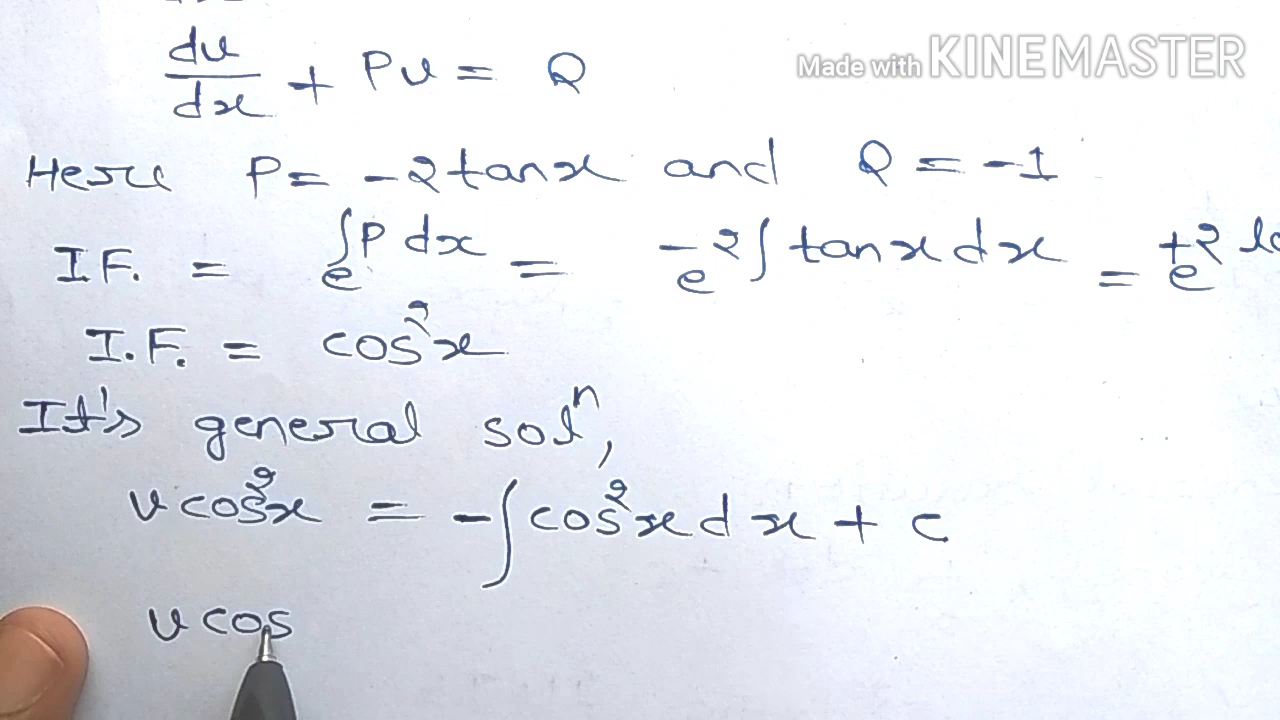 Made with KINEMASTER
du/dx + Pu = Q
Here P = -2tanx and Q = -1
I F. = e^∫P dx = e^-2∫tanx dx = e^+2
I.F. = cos²x
It's general solⁿ,
u cos²x = -∫cos²x dx + c
u cos